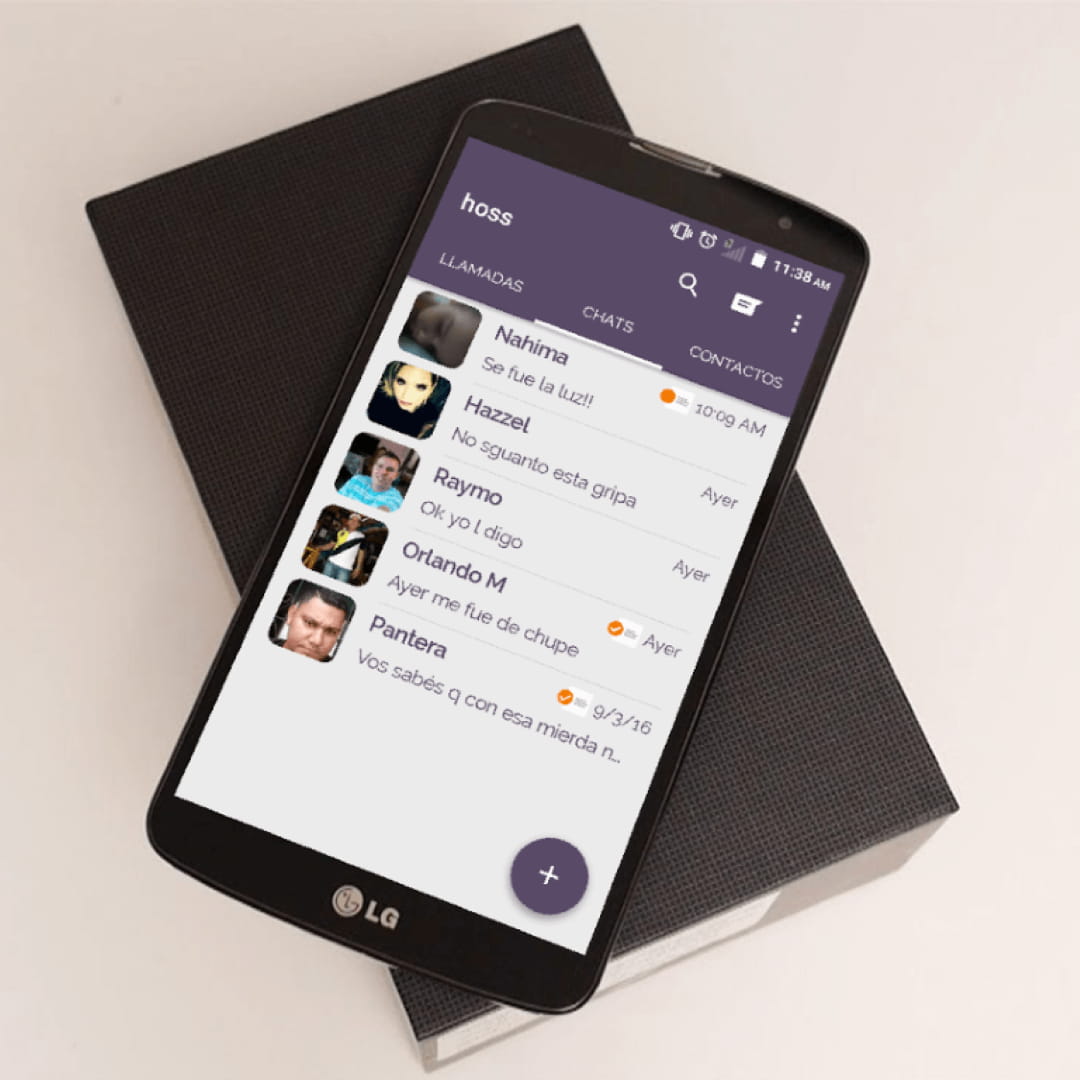 hoss
11:38 AM
LLAMADAS
CHATS
CONTACTOS
Nahima
Se fue la luz!!
10:09 AM
Hazzel
No sguanto esta gripa
Ayer
Raymo
Ok yo l digo
Ayer
Orlando M
Ayer me fue de chupe
Ayer
Pantera
Vos sabés q con esa mierda n...
9/3/16
+
LG